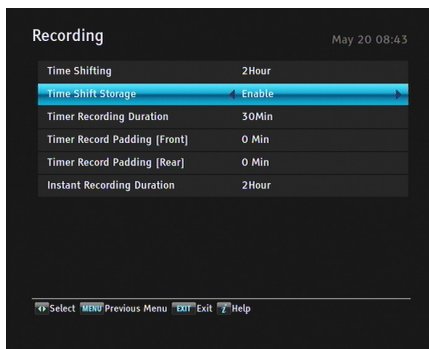 Recording May 20 08:43
Time Shifting 2Hour
Time Shift Storage Enable
Timer Recording Duration 30Min
Timer Record Padding [Front] 0 Min
Timer Record Padding [Rear] 0 Min
Instant Recording Duration 2Hour
Select MENU Previous Menu EXIT Exit i Help